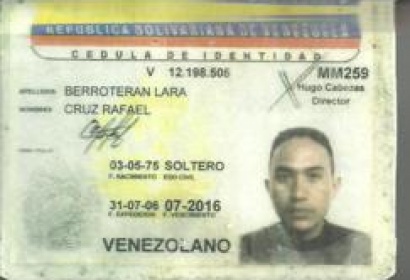 REPUBLICA BOLIVARIANA DE VENEZUELA
CEDULA DE IDENTIDAD
V 12.198.506 MM259
APELLIDOS BERROTERAN LARA Hugo Cabezas
NOMBRES CRUZ RAFAEL Director
03-05-75 SOLTERO
F. NACIMIENTO EDO CIVIL
31-07-06 07-2016
F. EXPEDICION F. VENCIMIENTO
VENEZOLANO